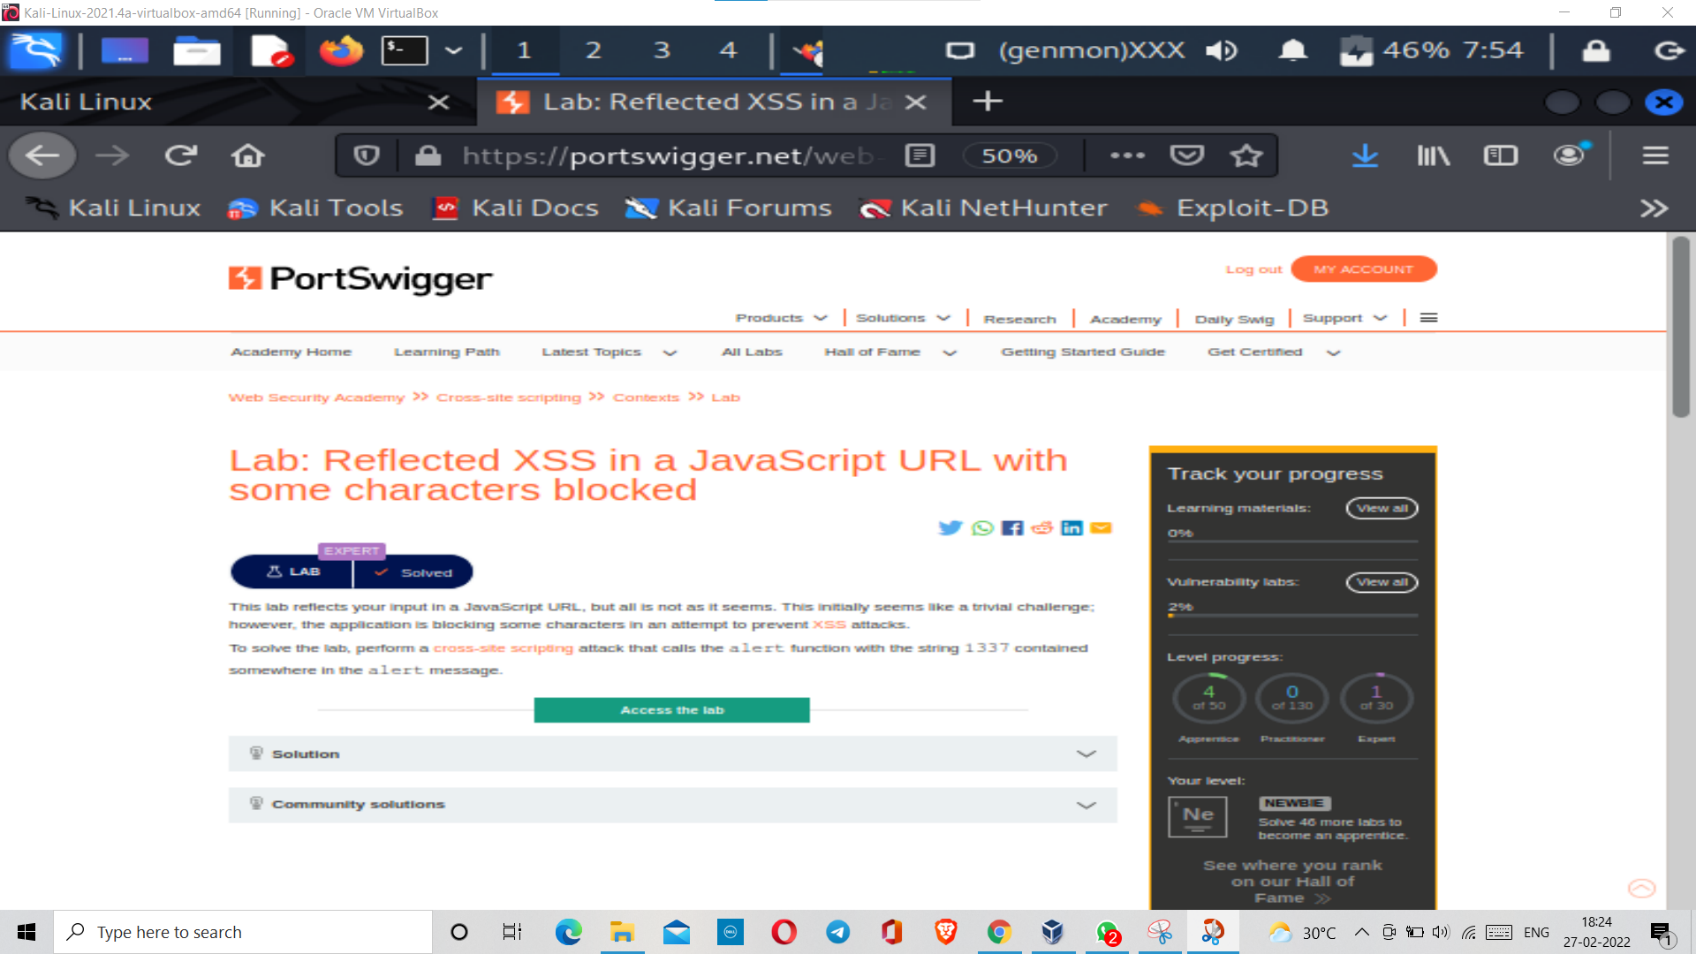 Kali-Linux-2021.4a-virtualbox-amd64 [Running] - Oracle VM VirtualBox
$-
1 2 3 4 (genmon)XXX 46% 7:54
Kali Linux Lab: Reflected XSS in a Ja
https://portswigger.net/web- 50%
Kali Linux Kali Tools Kali Docs Kali Forums Kali NetHunter Exploit-DB
PortSwigger
Log out MY ACCOUNT
Products Solutions Research Academy Daily Swig Support
Academy Home Learning Path Latest Topics All Labs Hall of Fame Getting Started Guide Get Certified
Web Security Academy >> Cross-site scripting >> Contexts >> Lab
Lab: Reflected XSS in a JavaScript URL with
some characters blocked
EXPERT
LAB Solved
This lab reflects your input in a JavaScript URL, but all is not as it seems. This initially seems like a trivial challenge;
however, the application is blocking some characters in an attempt to prevent XSS attacks.
To solve the lab, perform a cross-site scripting attack that calls the alert function with the string 1337 contained
somewhere in the alert message.
Access the lab
Solution
Community solutions
Track your progress
Learning materials: View all
0%
Vulnerability labs: View all
2%
Level progress:
4 0 1
of 50 of 130 of 30
Apprentice Practitioner Expert
Your level:
Ne
NEWBIE
Solve 46 more labs to
become an apprentice.
See where you rank
on our Hall of
Fame >>
Type here to search
2
30°C ENG
18:24
27-02-2022
1